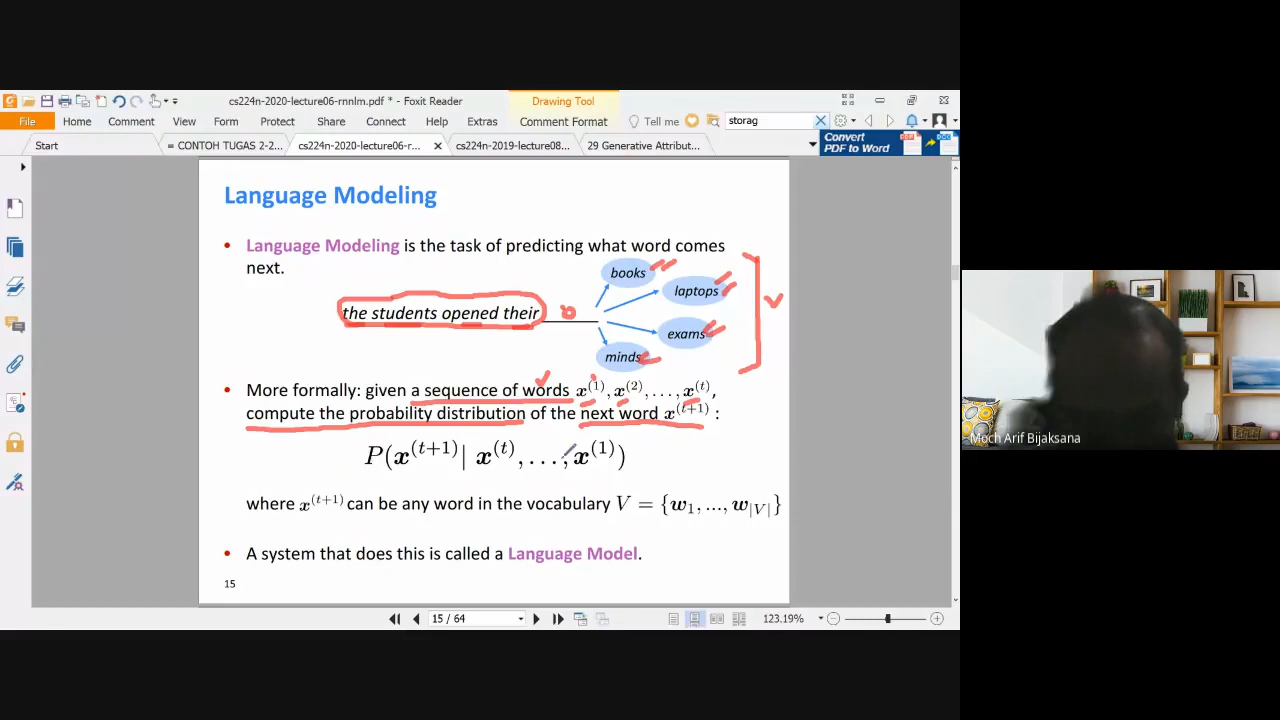 cs224n-2020-lecture06-rnnlm.pdf * - Foxit Reader
Drawing Tool
File Home Comment View Form Protect Share Connect Help Extras Comment Format Tell me storag
Start = CONTOH TUGAS 2-2... cs224n-2020-lecture06-r... cs224n-2019-lecture08... 29 Generative Attribut...
Convert
PDF to Word
PDF
DOC
Language Modeling
• Language Modeling is the task of predicting what word comes
next.
books
laptops
the students opened their ______
exams
minds
• More formally: given a sequence of words x^(1), x^(2), . . . , x^(t),
compute the probability distribution of the next word x^(t+1) :
P(x^(t+1) | x^(t), . . . , x^(1))
where x^(t+1) can be any word in the vocabulary V = {w_1, ..., w_|V|}
• A system that does this is called a Language Model.
15
15 / 64
123.19%
Moch Arif Bijaksana